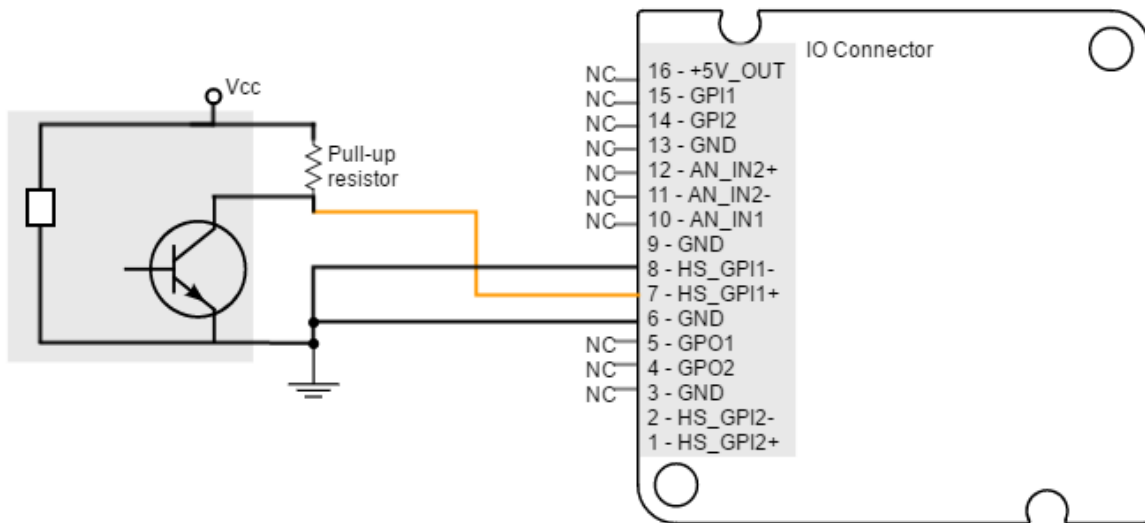 IO Connector
Vcc
Pull-up
resistor
NC 16 - +5V_OUT
NC 15 - GPI1
NC 14 - GPI2
NC 13 - GND
NC 12 - AN_IN2+
NC 11 - AN_IN2-
NC 10 - AN_IN1
9 - GND
8 - HS_GPI1-
7 - HS_GPI1+
6 - GND
NC 5 - GPO1
NC 4 - GPO2
NC 3 - GND
2 - HS_GPI2-
1 - HS_GPI2+